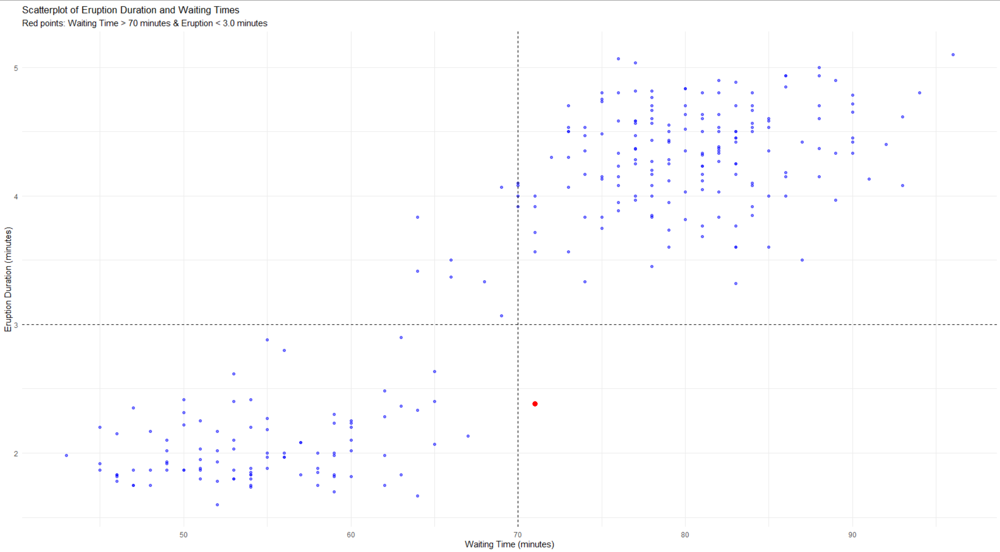 Scatterplot of Eruption Duration and Waiting Times
Red points: Waiting Time > 70 minutes & Eruption < 3.0 minutes
Eruption Duration (minutes)
5
4
3
2
50 60 70 80 90
Waiting Time (minutes)